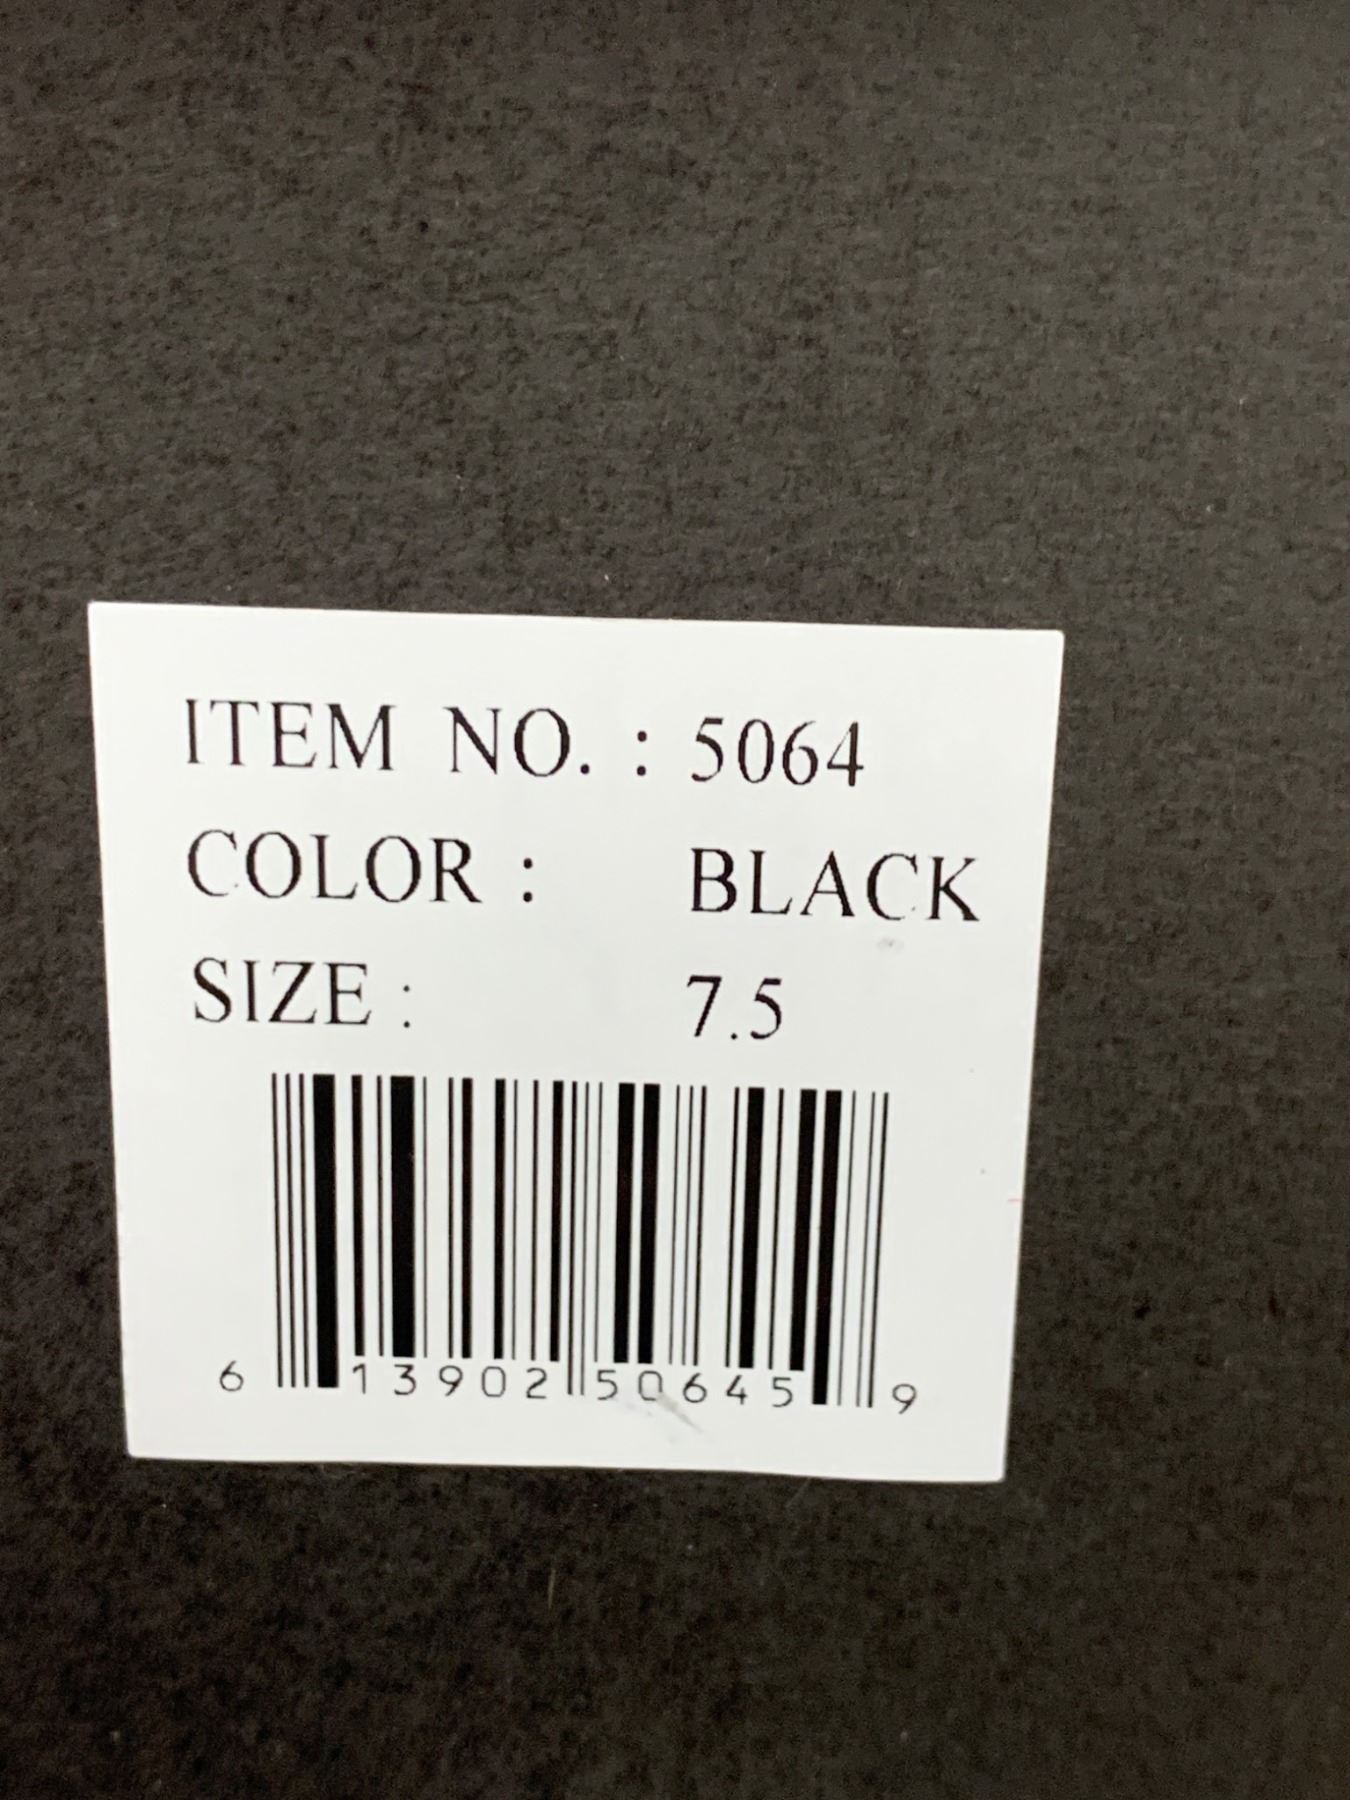 ITEM NO. : 5064
COLOR : BLACK
SIZE : 7.5
6 13902 50645 9